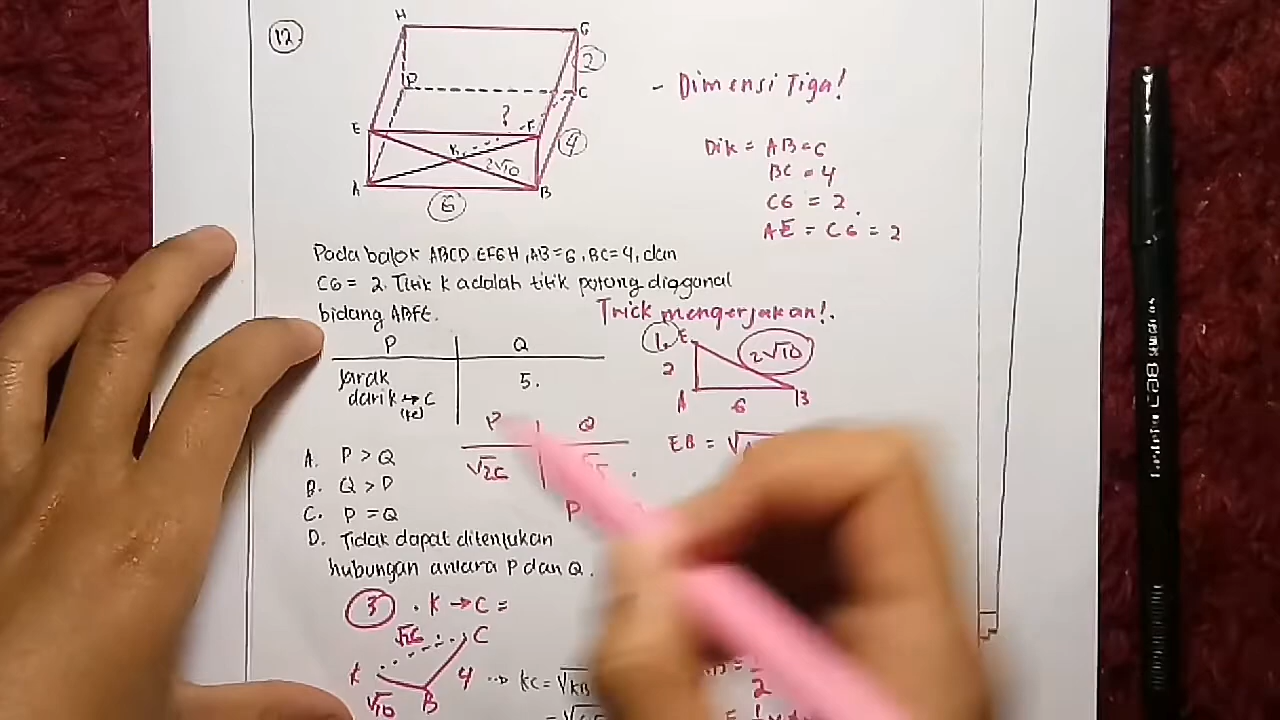 12.
H
G
2
D
C
?
E
F
4
K
2√10
A
B
6
- Dimensi Tiga!
Dik = AB = 6
BC = 4
CG = 2.
AE = CG = 2
Pada balok ABCD.EFGH, AB = 6, BC = 4, dan
CG = 2. Titik K adalah titik potong diagonal
bidang ABFE.
Trick mengerjakan!.
P Q
Jarak
dari K → C
(ke)
5.
1. E
2
2√10
A
6
B
P Q
√26
EB = √
A. P > Q
B. Q > P
C. P = Q
D. Tidak dapat ditentukan
hubungan antara P dan Q.
P
3 . K → C =
√26
C
K
4
√10
B
KC = √KB
= √
2